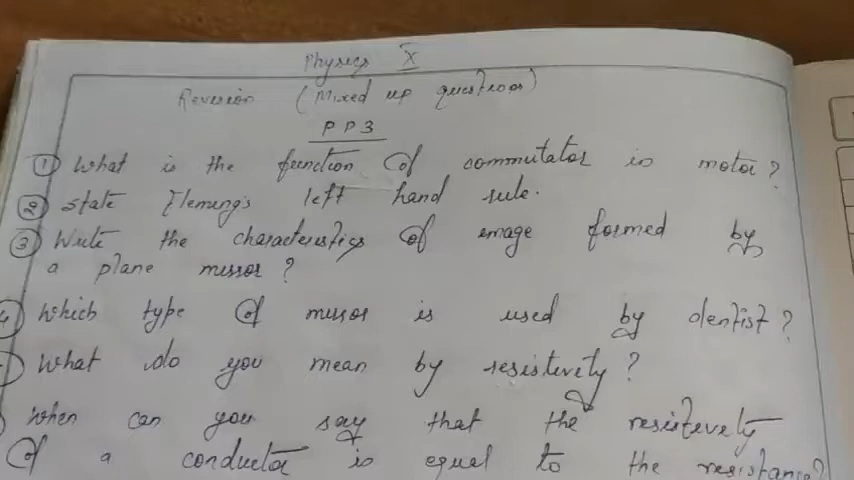 Physics X
Revision (Mixed up questions)
PP3
① What is the function of commutator in motor?
② State Fleming's left hand rule.
③ Write the characteristics of image formed by
a plane mirror?
4 Which type of mirror is used by dentist?
What do you mean by resistivity?
When can you say that the resistevely
of a conductor is equal to the resistance?